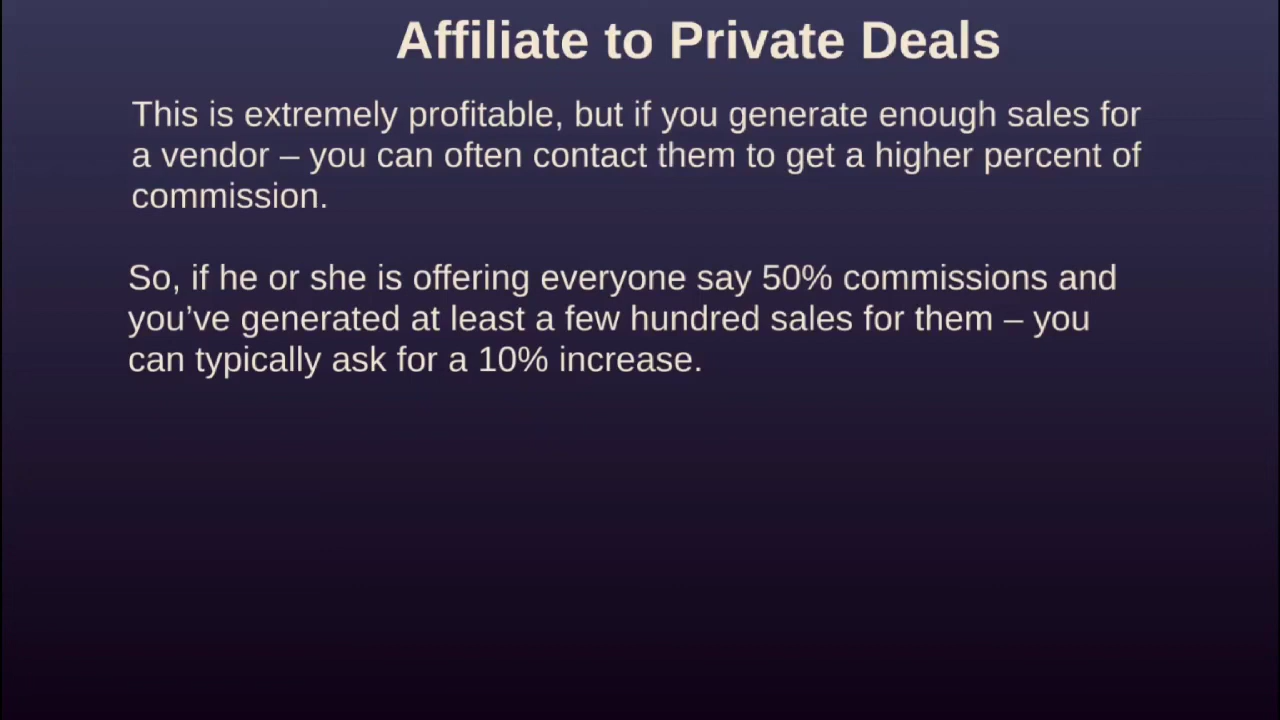 Affiliate to Private Deals
This is extremely profitable, but if you generate enough sales for
a vendor – you can often contact them to get a higher percent of
commission.
So, if he or she is offering everyone say 50% commissions and
you’ve generated at least a few hundred sales for them – you
can typically ask for a 10% increase.